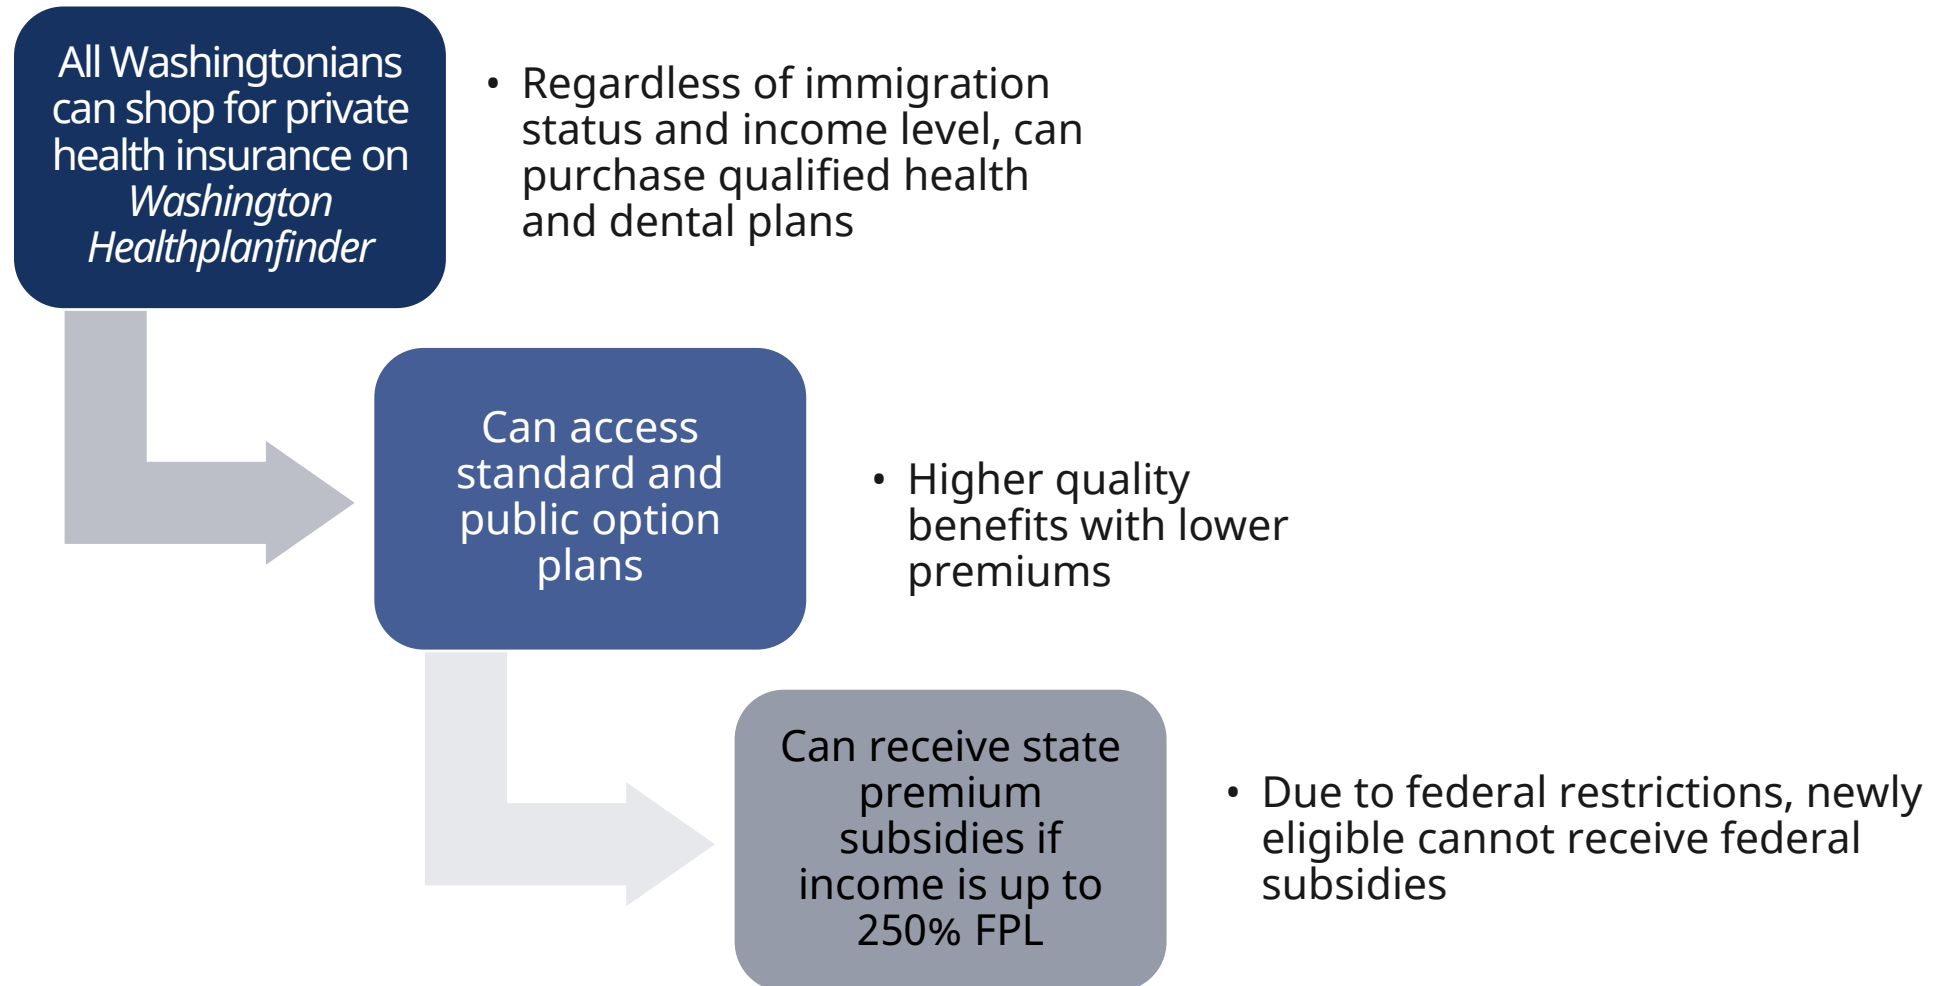 All Washingtonians
can shop for private
health insurance on
Washington
Healthplanfinder
• Regardless of immigration
status and income level, can
purchase qualified health
and dental plans
Can access
standard and
public option
plans
• Higher quality
benefits with lower
premiums
Can receive state
premium
subsidies if
income is up to
250% FPL
• Due to federal restrictions, newly
eligible cannot receive federal
subsidies